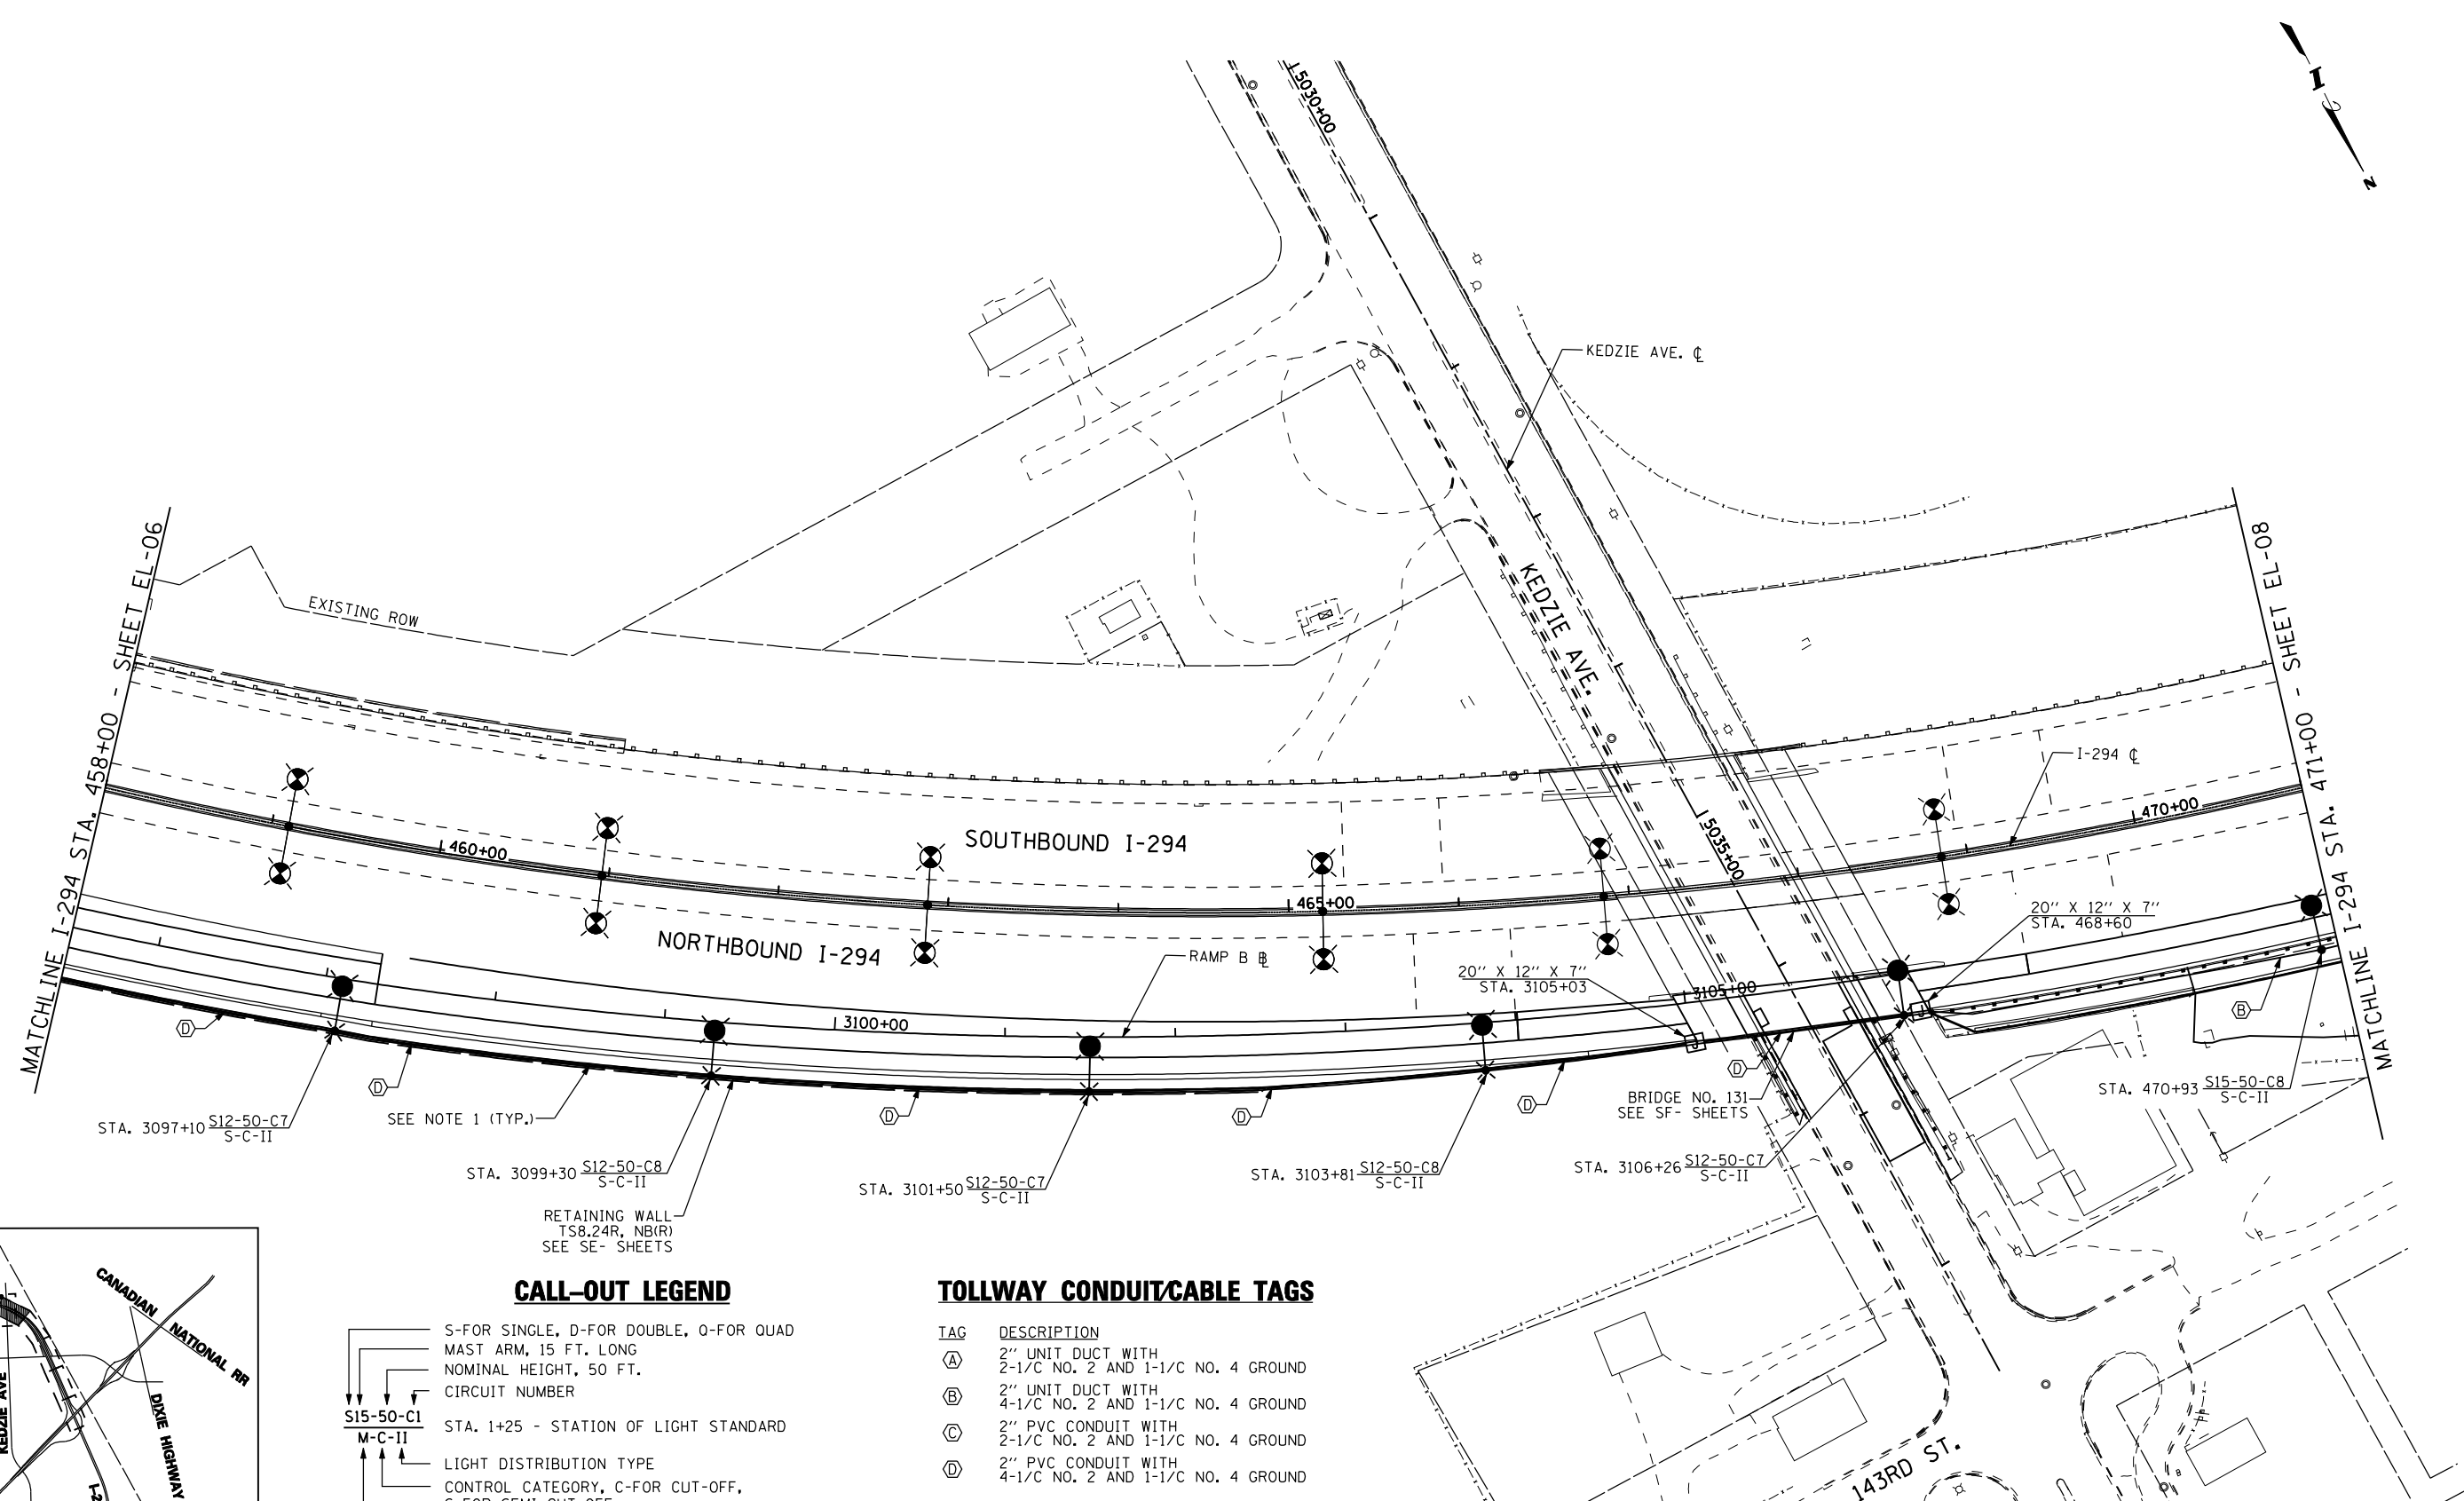 5030+00
KEDZIE AVE. ℄
MATCHLINE I-294 STA. 458+00 - SHEET EL-06
EXISTING ROW
KEDZIE AVE.
MATCHLINE I-294 STA. 471+00 - SHEET EL-08
I-294 ℄
470+00
460+00
SOUTHBOUND I-294
5035+00
465+00
NORTHBOUND I-294
RAMP B ℄
20" X 12" X 7"
STA. 3105+03
3105+00
20" X 12" X 7"
STA. 468+60
3100+00
D
D
D
D
D
D
B
SEE NOTE 1 (TYP.)
BRIDGE NO. 131
SEE SF- SHEETS
STA. 3097+10 S12-50-C7
S-C-II
STA. 3099+30 S12-50-C8
S-C-II
STA. 3101+50 S12-50-C7
S-C-II
STA. 3103+81 S12-50-C8
S-C-II
STA. 3106+26 S12-50-C7
S-C-II
STA. 470+93 S15-50-C8
S-C-II
RETAINING WALL
TS8.24R, NB(R)
SEE SE- SHEETS
CANADIAN
NATIONAL RR
KEDZIE AVE
DIXIE HIGHWAY
CALL-OUT LEGEND
S-FOR SINGLE, D-FOR DOUBLE, Q-FOR QUAD
MAST ARM, 15 FT. LONG
NOMINAL HEIGHT, 50 FT.
CIRCUIT NUMBER
S15-50-C1
M-C-II
STA. 1+25 - STATION OF LIGHT STANDARD
LIGHT DISTRIBUTION TYPE
CONTROL CATEGORY, C-FOR CUT-OFF,
TOLLWAY CONDUIT/CABLE TAGS
TAG DESCRIPTION
A 2" UNIT DUCT WITH
2-1/C NO. 2 AND 1-1/C NO. 4 GROUND
B 2" UNIT DUCT WITH
4-1/C NO. 2 AND 1-1/C NO. 4 GROUND
C 2" PVC CONDUIT WITH
2-1/C NO. 2 AND 1-1/C NO. 4 GROUND
D 2" PVC CONDUIT WITH
4-1/C NO. 2 AND 1-1/C NO. 4 GROUND
143RD ST.